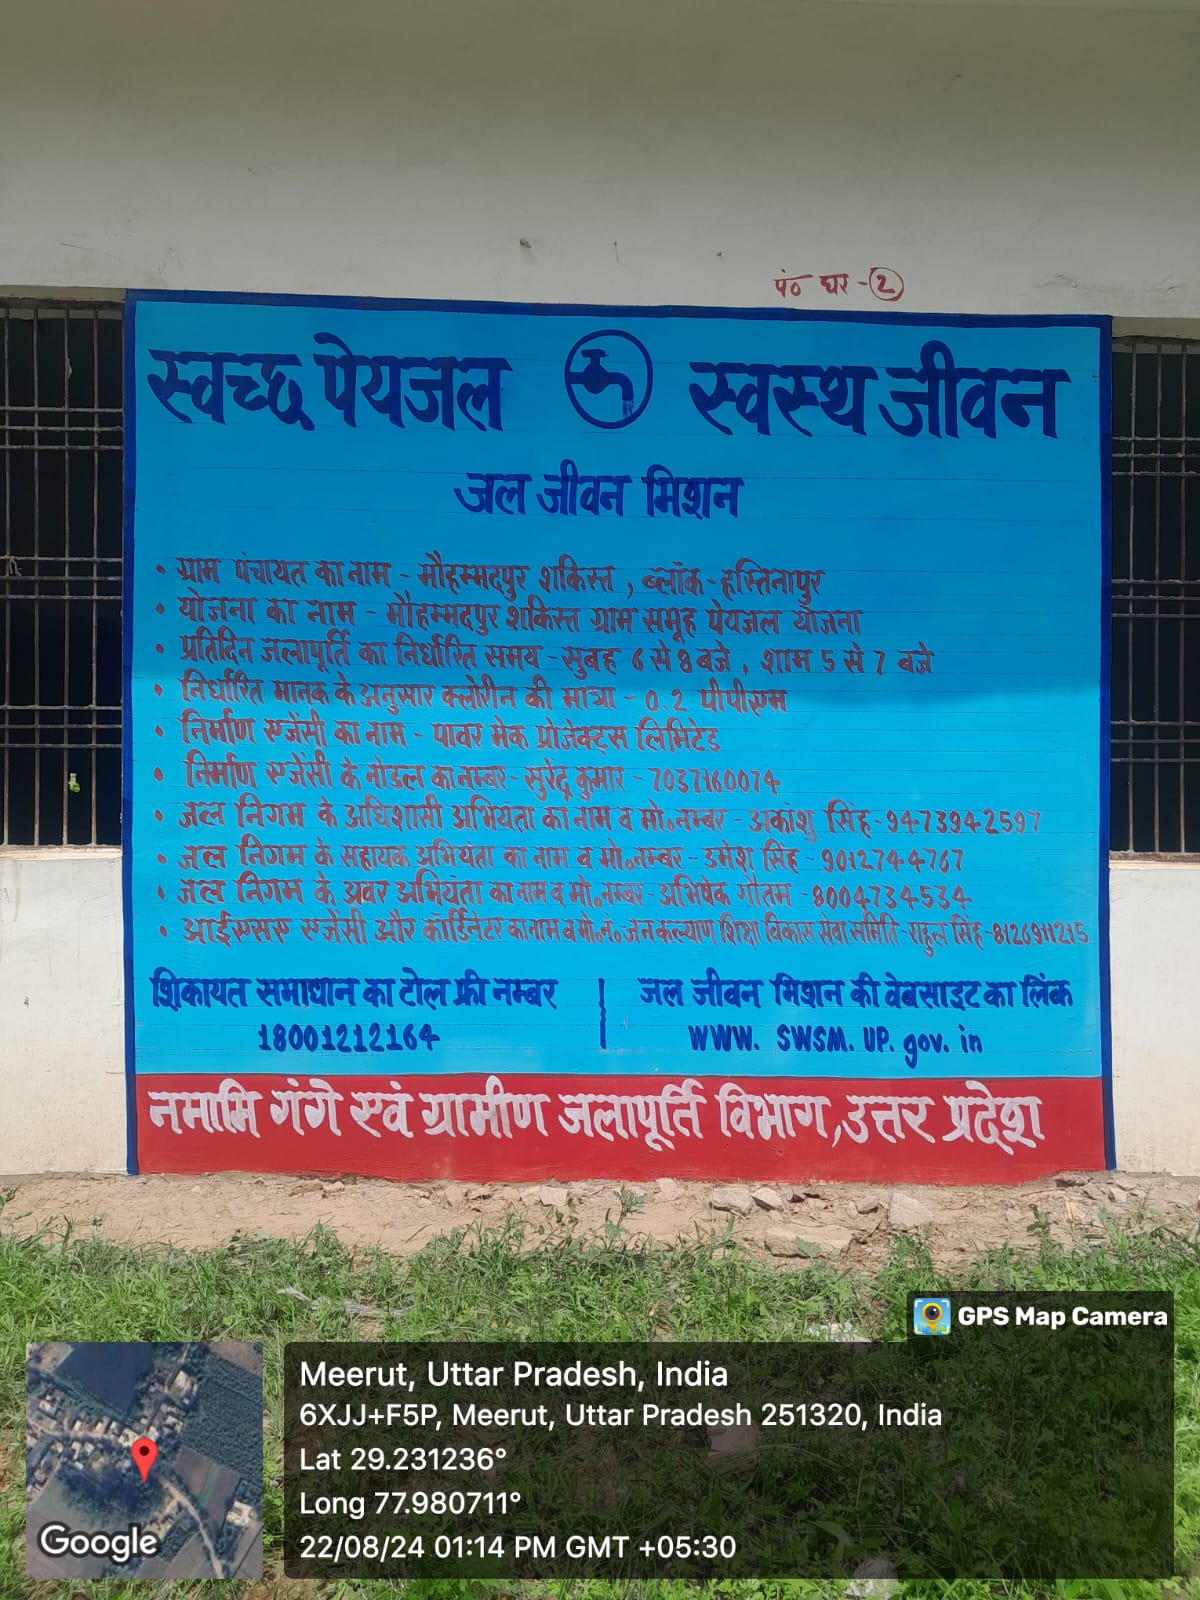 पं० घर - 2
स्वच्छ पेयजल स्वस्थ जीवन
जल जीवन मिशन
• ग्राम पंचायत का नाम - मौहम्मदपुर शकिस्त , ब्लॉक - हस्तिनापुर
• योजना का नाम - मौहम्मदपुर शकिस्त ग्राम समूह पेयजल योजना
• प्रतिदिन जलापूर्ति का निर्धारित समय - सुबह 6 से 8 बजे , शाम 5 से 7 बजे
• निर्धारित मानक के अनुसार क्लोरीन की मात्रा - 0.2 पीपीएम
• निर्माण एजेंसी का नाम - पावर मेक प्रोजेक्ट्स लिमिटेड
• निर्माण एजेंसी के नोडल का नम्बर - सुरेंद्र कुमार - 7037160074
• जल निगम के अधिशासी अभियंता का नाम व मो० नम्बर - अकांशु सिंह - 9473942597
• जल निगम के सहायक अभियंता का नाम व मो० नम्बर - उमेश सिंह - 9012744767
• जल निगम के अवर अभियंता का नाम व मो० नम्बर - अभिषेक गौतम - 8004734534
• आईएसए एजेंसी और कॉर्डिनेटर का नाम व मो० नं० जन कल्याण शिक्षा विकास सेवा समिति - राहुल सिंह - 8126911215
शिकायत समाधान का टोल फ्री नम्बर
18001212164
जल जीवन मिशन की वेबसाइट का लिंक
WWW. SWSM. UP. gov. in
नमामि गंगे एवं ग्रामीण जलापूर्ति विभाग, उत्तर प्रदेश
GPS Map Camera
Meerut, Uttar Pradesh, India
6XJJ+F5P, Meerut, Uttar Pradesh 251320, India
Lat 29.231236°
Long 77.980711°
22/08/24 01:14 PM GMT +05:30
Google